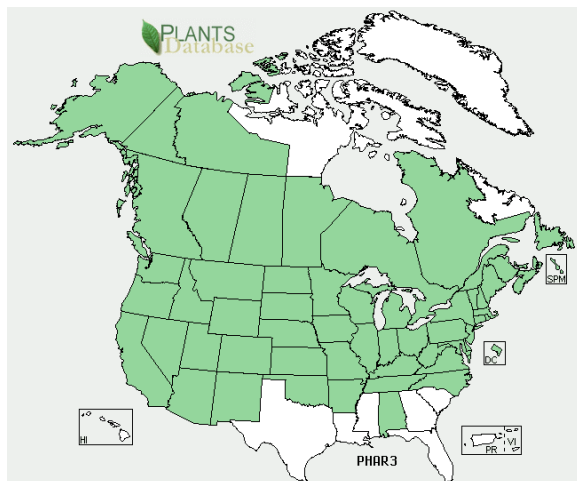 PLANTS
Database
SPM
DC
HI
PR
VI
PHAR3